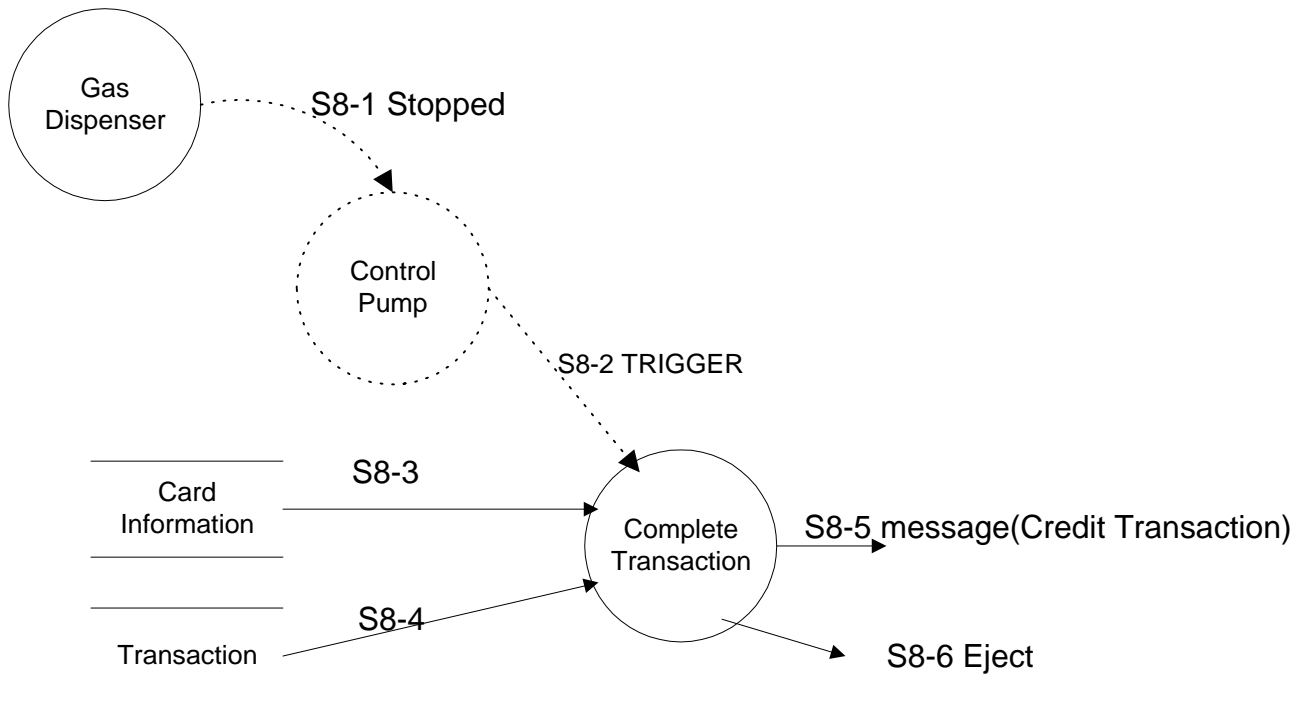 Gas
Dispenser
S8-1 Stopped
Control
Pump
S8-2 TRIGGER
S8-3
Card
Information
Complete
Transaction
S8-5 message(Credit Transaction)
S8-4
Transaction
S8-6 Eject